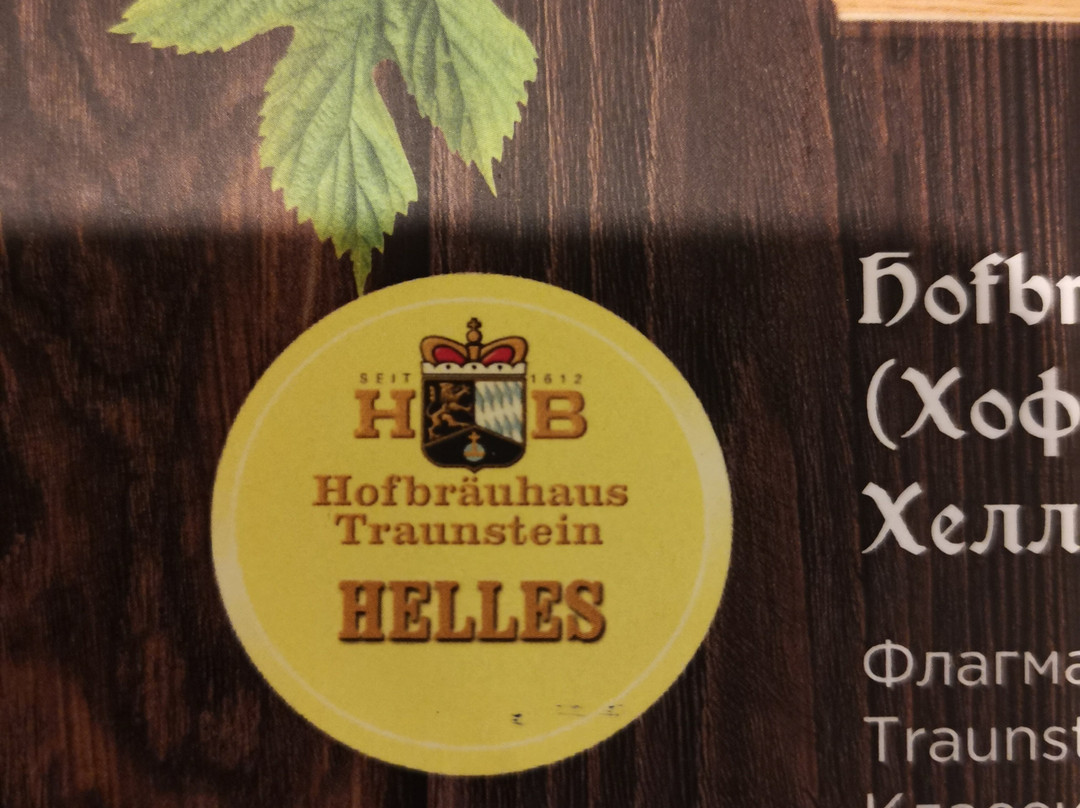 SEIT 1612
H B
Hofbräuhaus
Traunstein
HELLES
Hofbr
(Хоф
Хелл
Флагма
Traunst